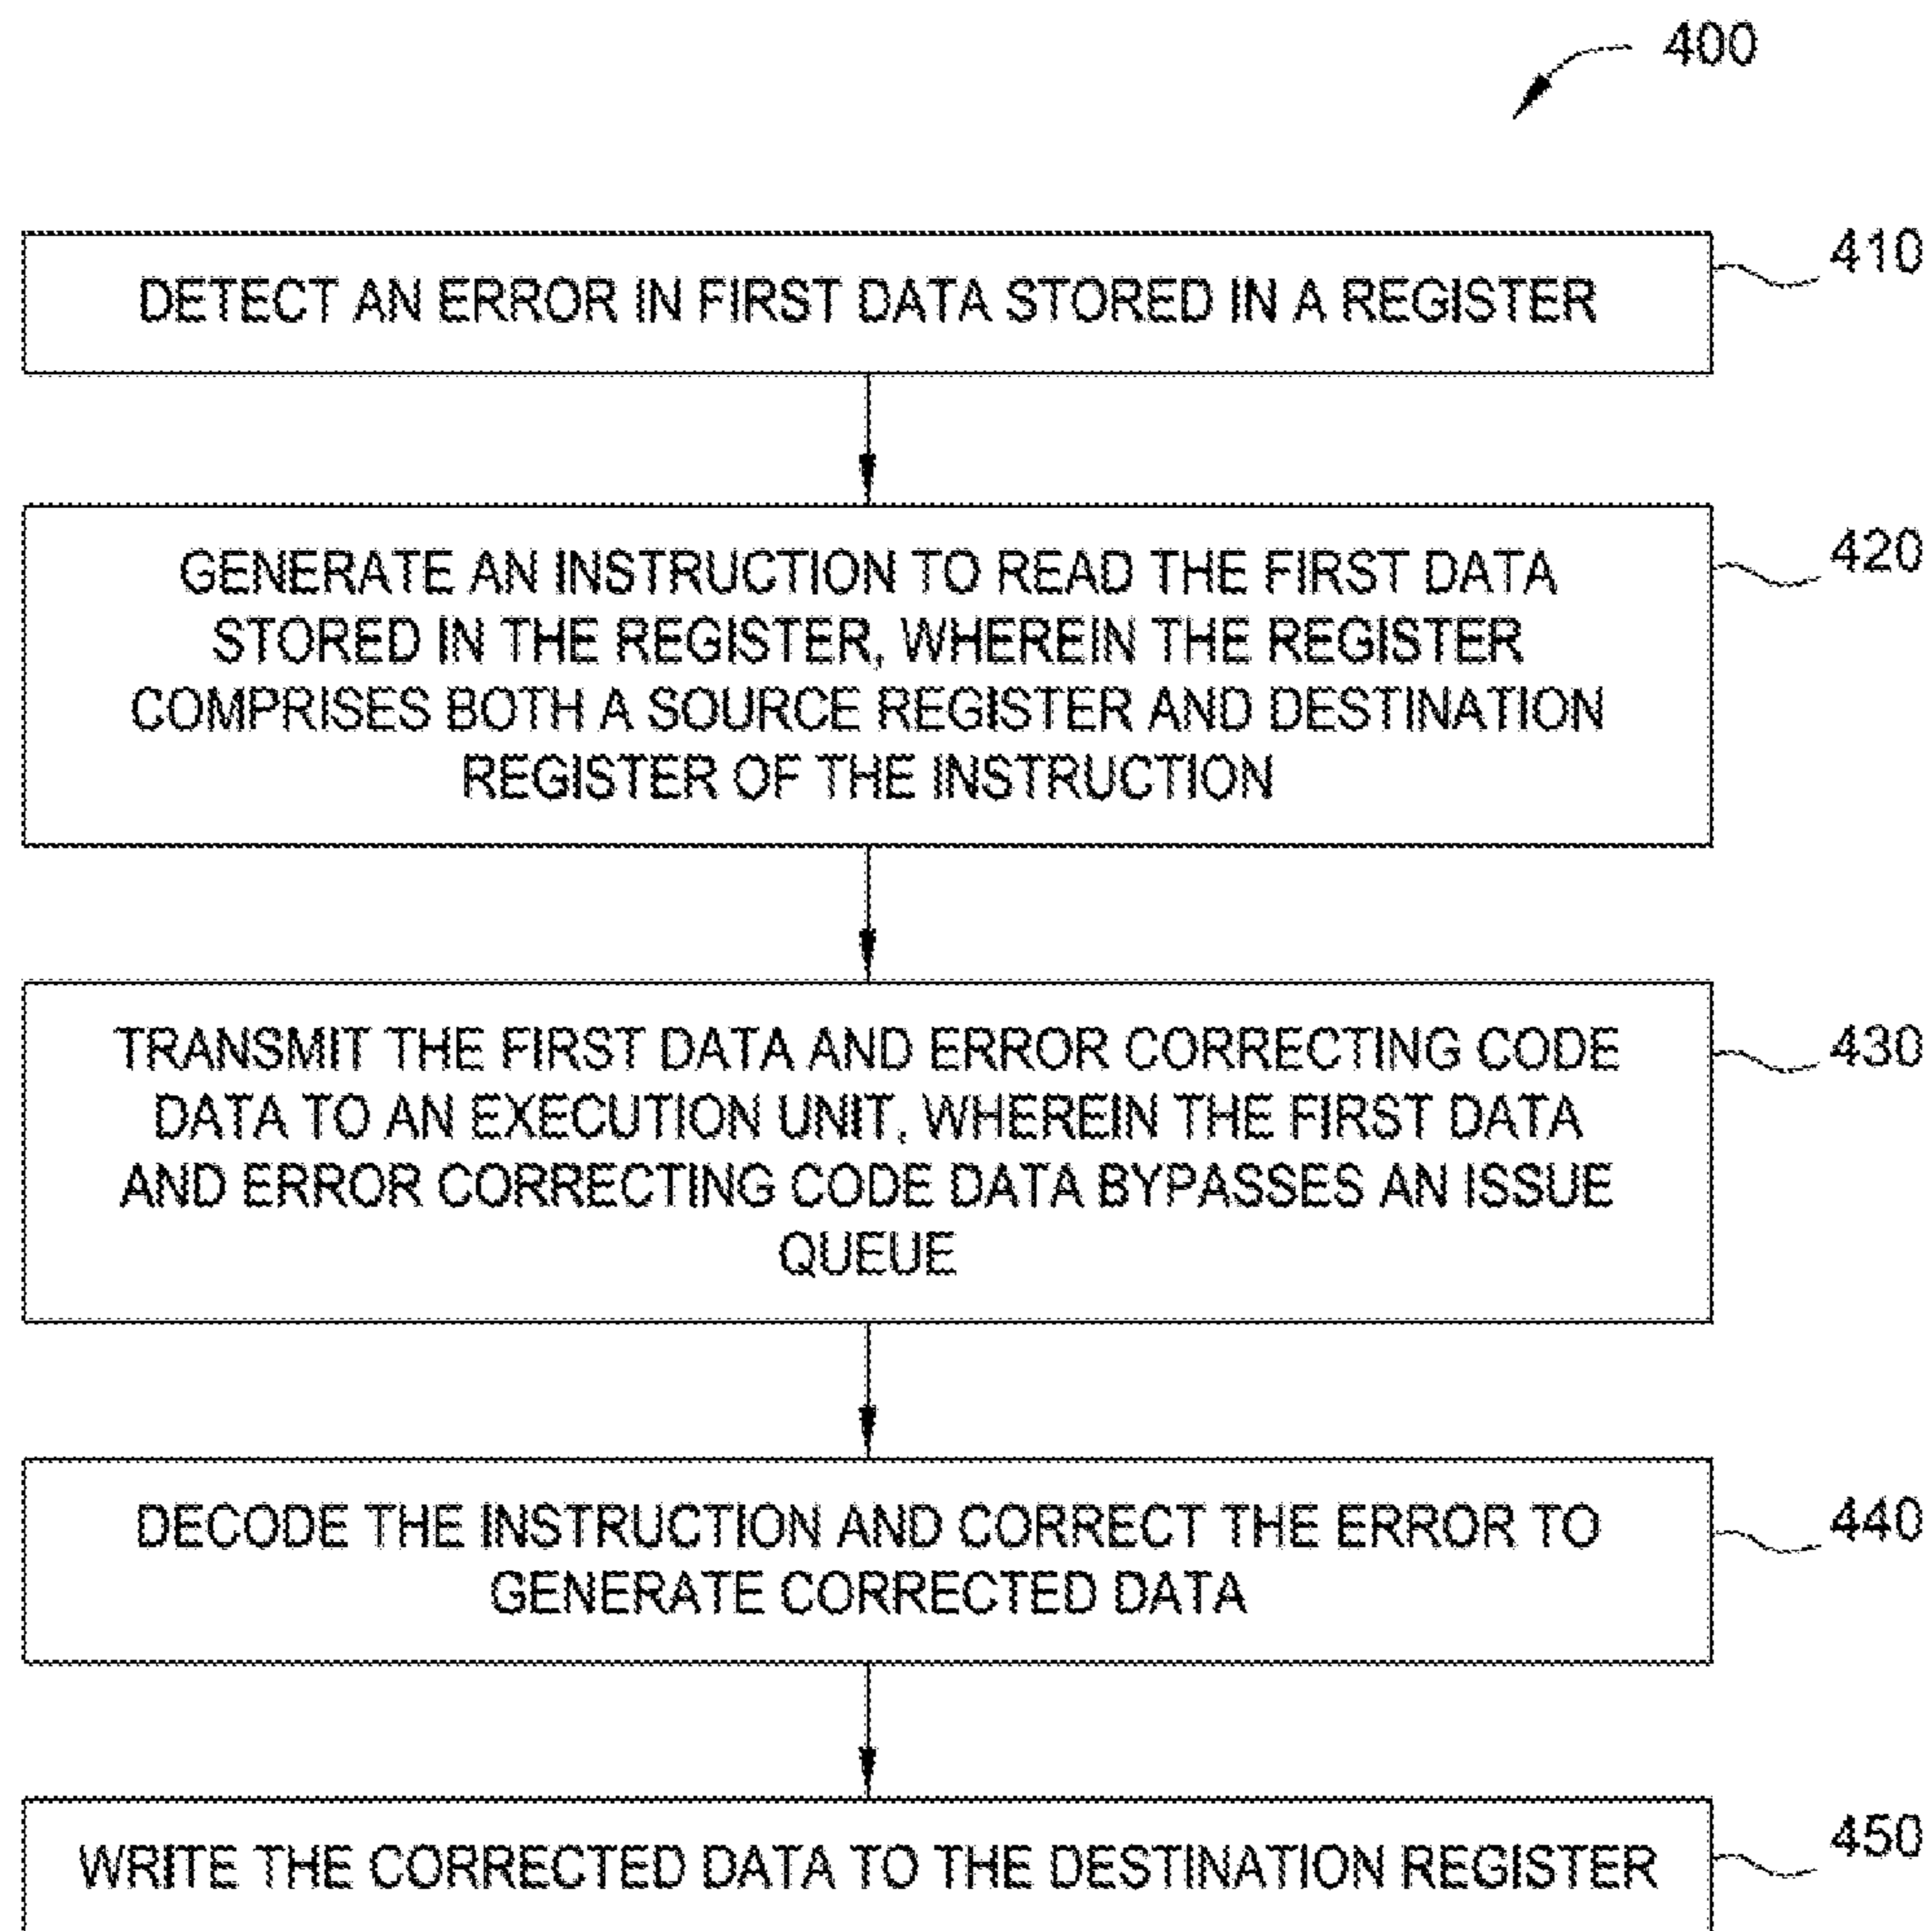 400
DETECT AN ERROR IN FIRST DATA STORED IN A REGISTER
410
GENERATE AN INSTRUCTION TO READ THE FIRST DATA
STORED IN THE REGISTER, WHEREIN THE REGISTER
COMPRISES BOTH A SOURCE REGISTER AND DESTINATION
REGISTER OF THE INSTRUCTION
420
TRANSMIT THE FIRST DATA AND ERROR CORRECTING CODE
DATA TO AN EXECUTION UNIT, WHEREIN THE FIRST DATA
AND ERROR CORRECTING CODE DATA BYPASSES AN ISSUE
QUEUE
430
DECODE THE INSTRUCTION AND CORRECT THE ERROR TO
GENERATE CORRECTED DATA
440
WRITE THE CORRECTED DATA TO THE DESTINATION REGISTER
450